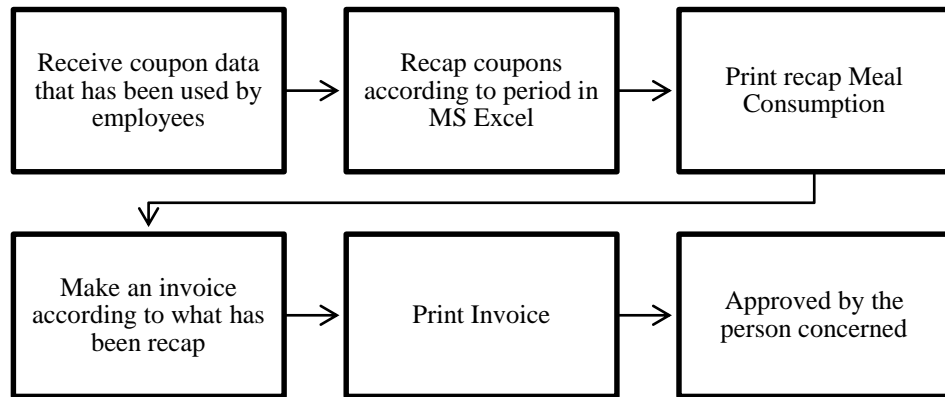 Receive coupon data
that has been used by
employees
Recap coupons
according to period in
MS Excel
Print recap Meal
Consumption
Make an invoice
according to what has
been recap
Print Invoice
Approved by the
person concerned